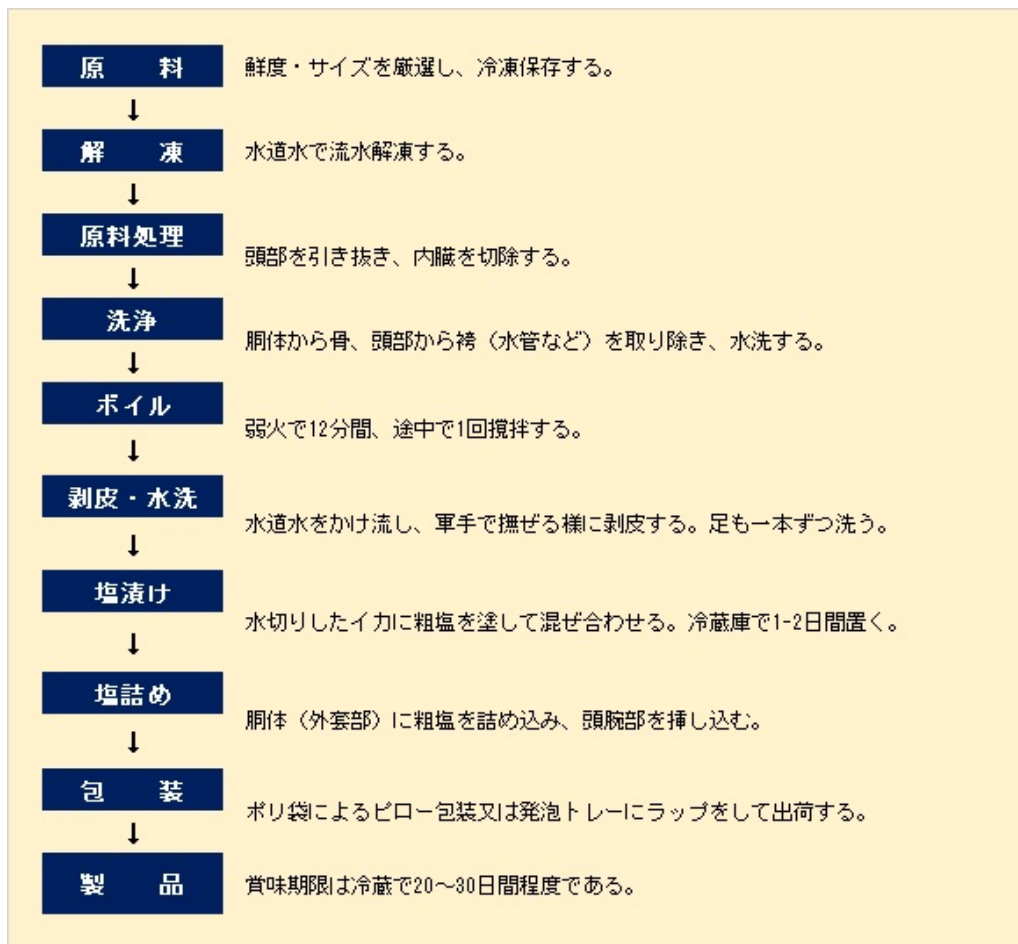 原 料 鮮度・サイズを厳選し、冷凍保存する。
↓
解 凍 水道水で流水解凍する。
↓
原料処理 頭部を引き抜き、内臓を切除する。
↓
洗浄 胴体から骨、頭部から袴（水管など）を取り除き、水洗する。
↓
ボイル 弱火で12分間、途中で1回撹拌する。
↓
剥皮・水洗 水道水をかけ流し、軍手で撫ぜる様に剥皮する。足も一本ずつ洗う。
↓
塩漬け 水切りしたイカに粗塩を塗して混ぜ合わせる。冷蔵庫で1-2日間置く。
↓
塩詰め 胴体（外套部）に粗塩を詰め込み、頭腕部を挿し込む。
↓
包 装 ポリ袋によるピロー包装又は発泡トレーにラップをして出荷する。
↓
製 品 賞味期限は冷蔵で20～30日間程度である。